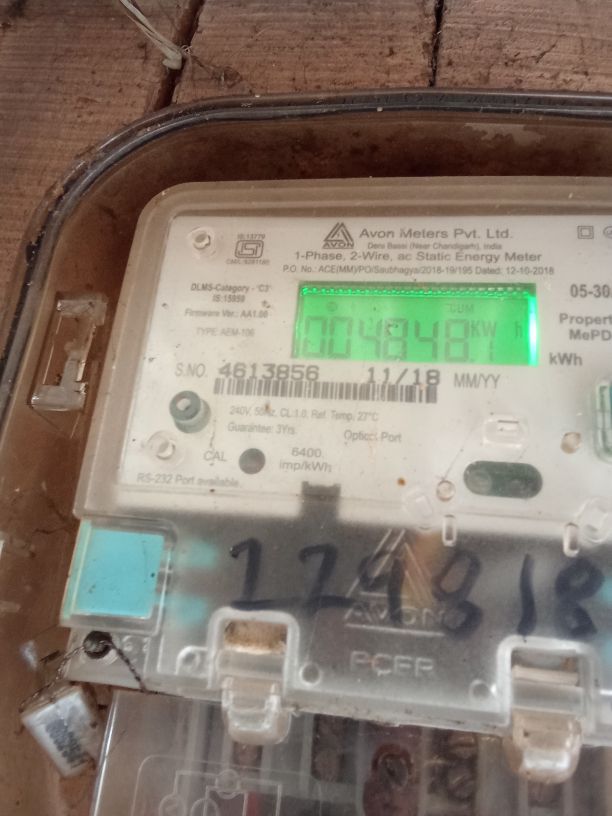 IS:13779
CM/L-9281185
AVON
Avon Meters Pvt. Ltd.
Dera Bassi (Near Chandigarh), India
1-Phase, 2-Wire, ac Static Energy Meter
P.O. No.: ACE(MM)/PO/Saubhagya/2018-19/195 Dated: 12-10-2018
DLMS-Category - 'C3'
IS:15959
Firmware Ver.: AA1.00
TYPE: AEM-106
CUM
004848.1 KW h
05-30
Propert
MePD
kWh
S.NO. 4613856 11/18 MM/YY
240V, 50Hz, CL:1.0, Ref. Temp. 27°C
Guarantee: 3Yrs.
Optical Port
CAL
6400
imp/kWh
RS-232 Port available
AVON